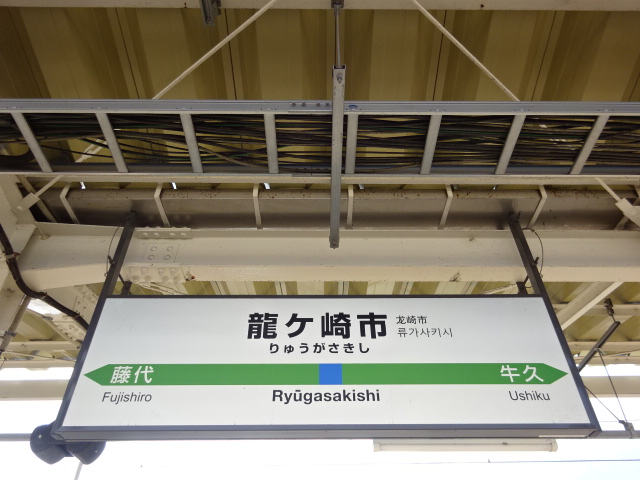 龍ケ崎市
龙崎市
류가사키시
りゅうがさきし
藤代
牛久
Fujishiro
Ryūgasakishi
Ushiku